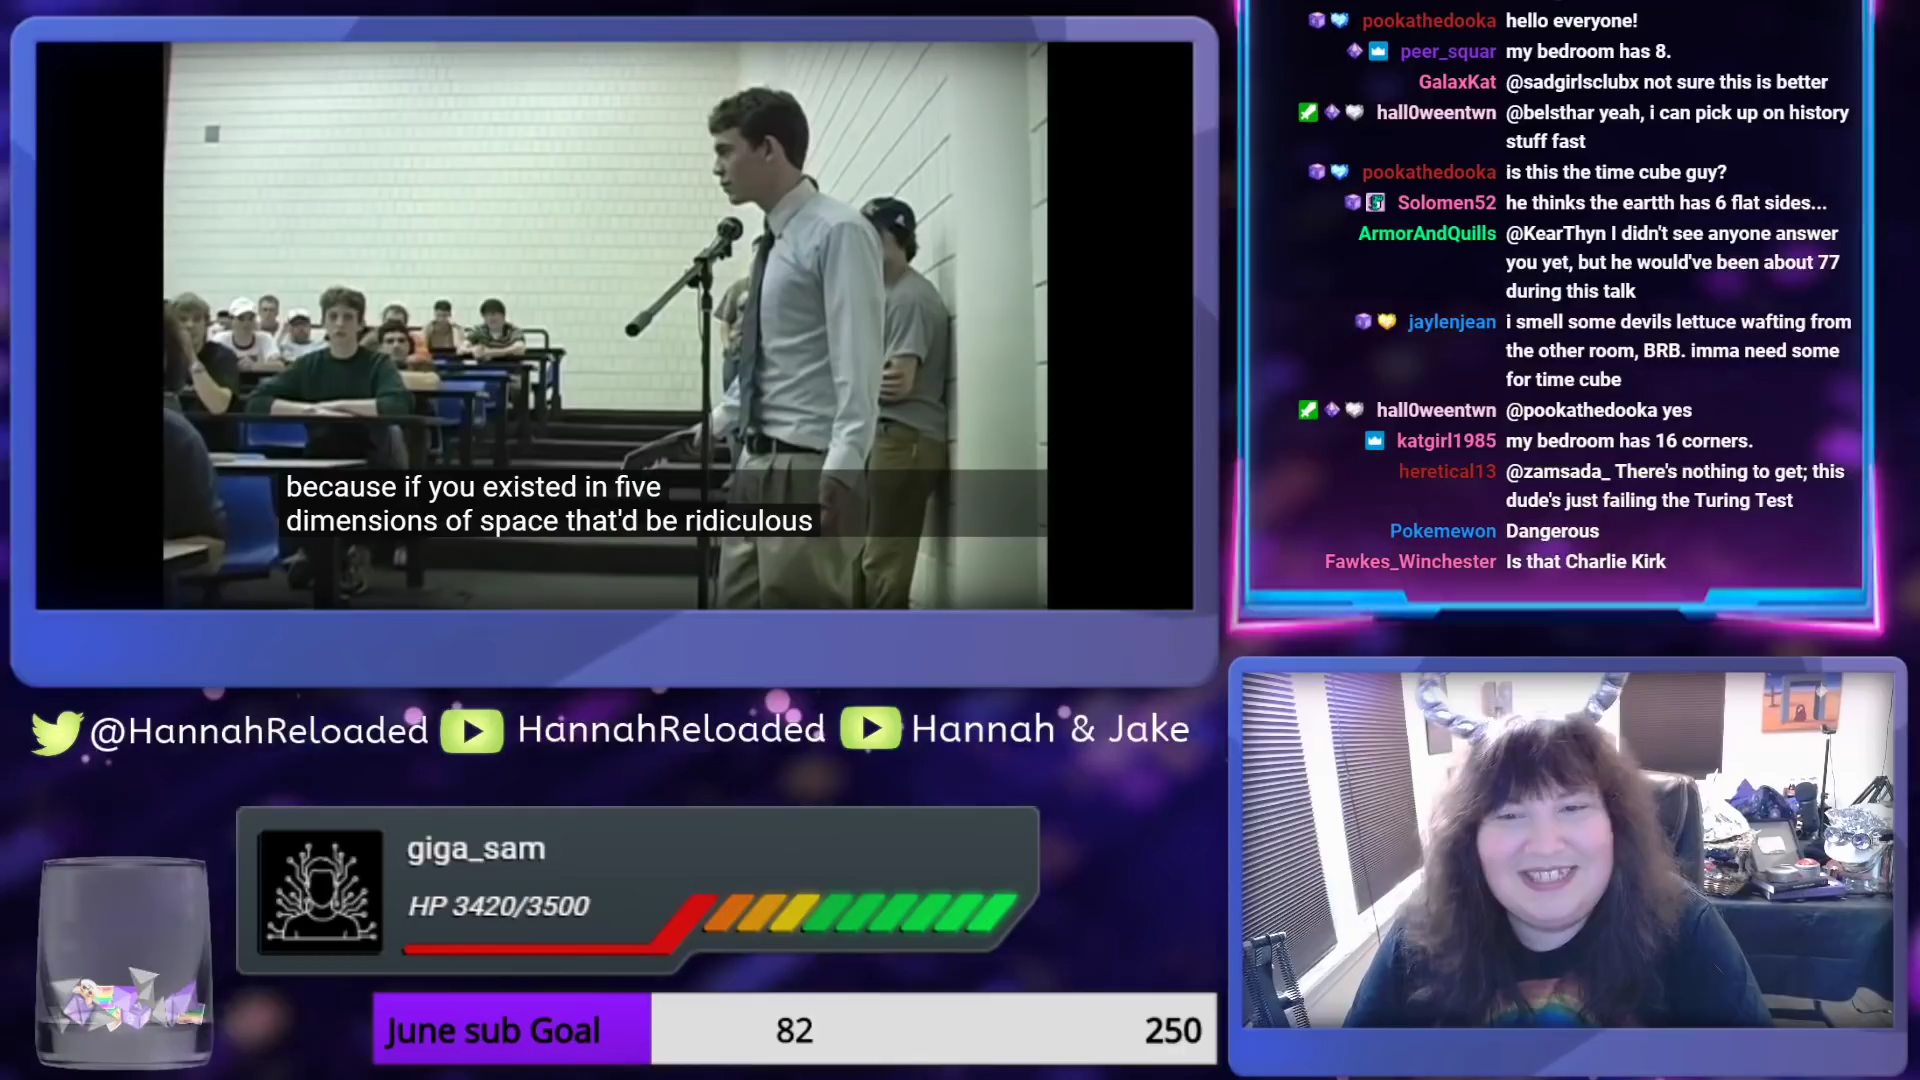 because if you existed in five
dimensions of space that'd be ridiculous
pookathedooka hello everyone!
peer_squar my bedroom has 8.
GalaxKat @sadgirlsclubx not sure this is better
hall0weentwn @belsthar yeah, i can pick up on history
stuff fast
pookathedooka is this the time cube guy?
Solomen52 he thinks the eartth has 6 flat sides...
ArmorAndQuills @KearThyn I didn't see anyone answer
you yet, but he would've been about 77
during this talk
jaylenjean i smell some devils lettuce wafting from
the other room, BRB. imma need some
for time cube
hall0weentwn @pookathedooka yes
katgirl1985 my bedroom has 16 corners.
heretical13 @zamsada_ There's nothing to get; this
dude's just failing the Turing Test
Pokemewon Dangerous
Fawkes_Winchester Is that Charlie Kirk
@HannahReloaded HannahReloaded Hannah & Jake
giga_sam
HP 3420/3500
June sub Goal 82 250